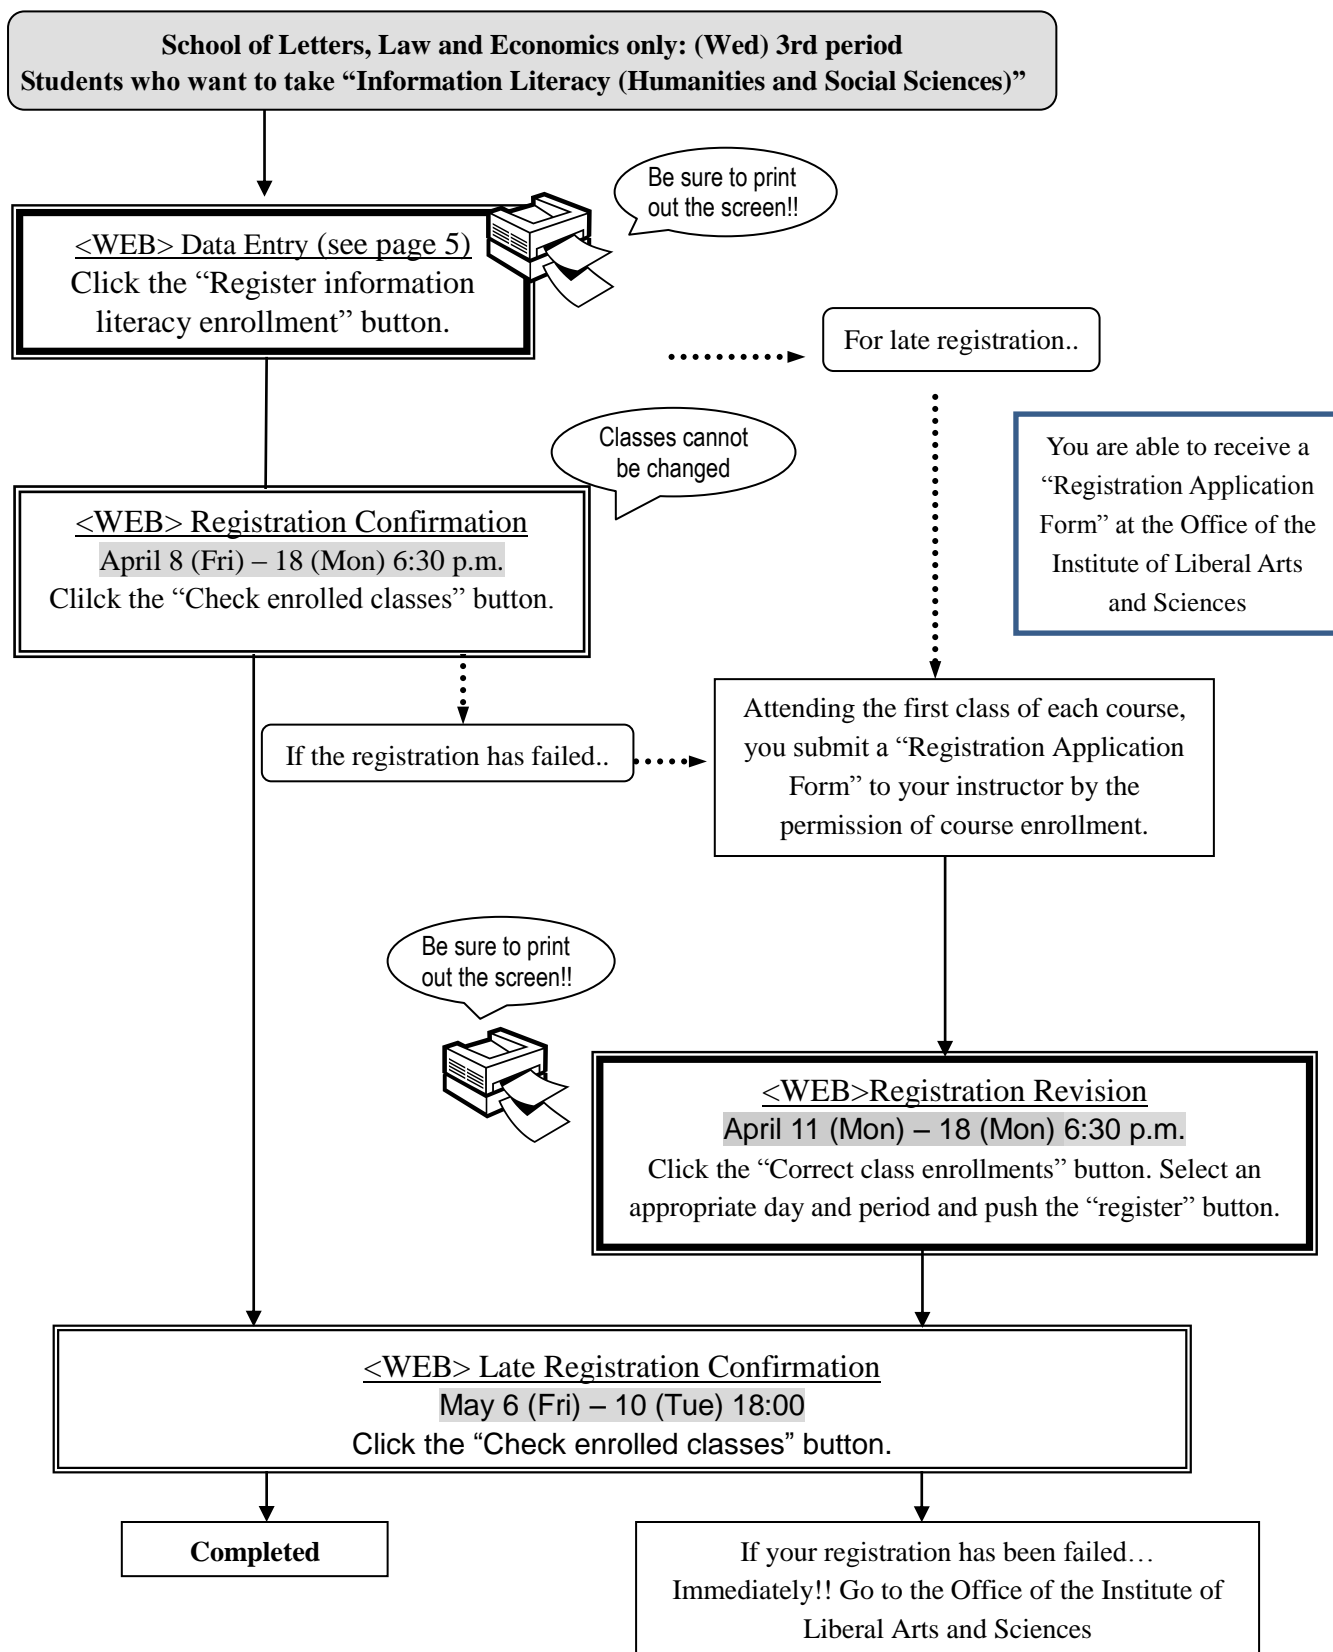 School of Letters, Law and Economics only: (Wed) 3rd period
Students who want to take “Information Literacy (Humanities and Social Sciences)”
Be sure to print
out the screen!!
<WEB> Data Entry (see page 5)
Click the “Register information
literacy enrollment” button.
For late registration..
Classes cannot
be changed
You are able to receive a
“Registration Application
Form” at the Office of the
Institute of Liberal Arts
and Sciences
<WEB> Registration Confirmation
April 8 (Fri) – 18 (Mon) 6:30 p.m.
Clilck the “Check enrolled classes” button.
If the registration has failed..
Attending the first class of each course,
you submit a “Registration Application
Form” to your instructor by the
permission of course enrollment.
Be sure to print
out the screen!!
<WEB>Registration Revision
April 11 (Mon) – 18 (Mon) 6:30 p.m.
Click the “Correct class enrollments” button. Select an
appropriate day and period and push the “register” button.
<WEB> Late Registration Confirmation
May 6 (Fri) – 10 (Tue) 18:00
Click the “Check enrolled classes” button.
Completed
If your registration has been failed…
Immediately!! Go to the Office of the Institute of
Liberal Arts and Sciences